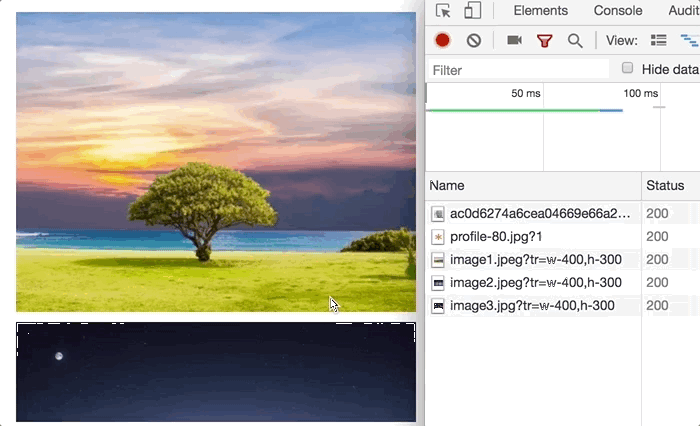 Elements Console Audit
View:
Filter Hide data
50 ms 100 ms
Name Status
ac0d6274a6cea04669e66a2... 200
profile-80.jpg?1 200
image1.jpeg?tr=w-400,h-300 200
image2.jpeg?tr=w-400,h-300 200
image3.jpg?tr=w-400,h-300 200